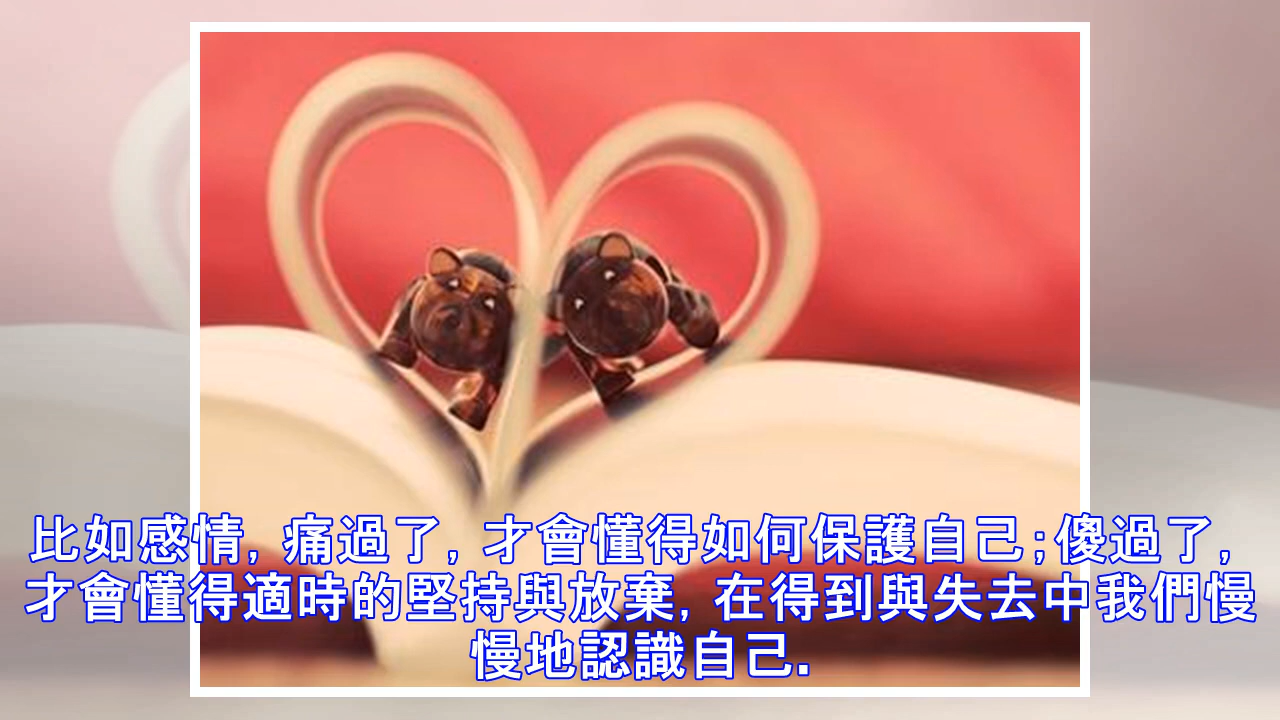 比如感情, 痛過了, 才會懂得如何保護自己;傻過了,
才會懂得適時的堅持與放棄, 在得到與失去中我們慢
慢地認識自己.